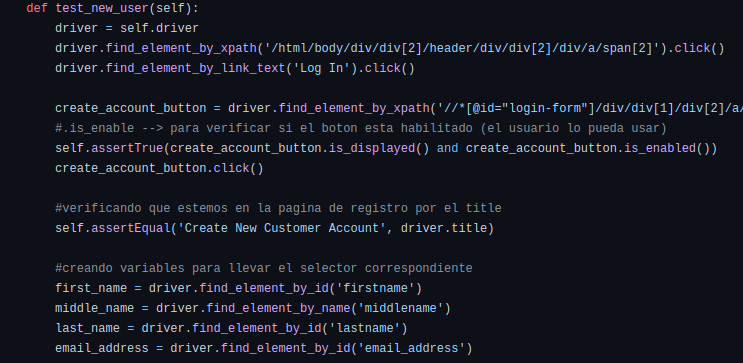 def test_new_user(self):
driver = self.driver
driver.find_element_by_xpath('/html/body/div/div[2]/header/div/div[2]/div/a/span[2]').click()
driver.find_element_by_link_text('Log In').click()
create_account_button = driver.find_element_by_xpath('//*[@id="login-form"]/div/div[1]/div[2]/a/
#.is_enable --> para verificar si el boton esta habilitado (el usuario lo pueda usar)
self.assertTrue(create_account_button.is_displayed() and create_account_button.is_enabled())
create_account_button.click()
#verificando que estemos en la pagina de registro por el title
self.assertEqual('Create New Customer Account', driver.title)
#creando variables para llevar el selector correspondiente
first_name = driver.find_element_by_id('firstname')
middle_name = driver.find_element_by_name('middlename')
last_name = driver.find_element_by_id('lastname')
email_address = driver.find_element_by_id('email_address')